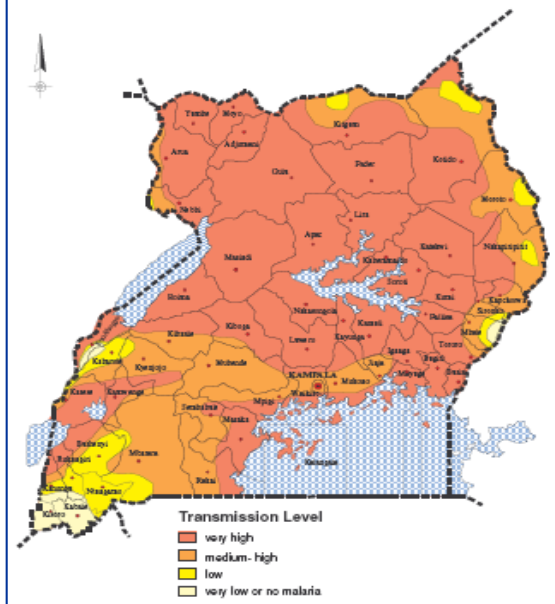 Yumbe
Moyo
Adjumani
Arua
Kitgum
Gulu
Pader
Kotido
Nebbi
Moroto
Lira
Apac
Katakwi
Nakapiripirit
Masindi
Kaberamaido
Soroti
Hoima
Kumi
Kapchorwa
Nakasongola
Sironko
Pallisa
Mbale
Kiboga
Kamuli
Kibaale
Luwero
Kayunga
Tororo
Iganga
Kabarole
Kyenjojo
Mubende
Jinja
Bugiri
KAMPALA
Mukono
Mayuge
Busia
Wakiso
Kasese
Kamwenge
Mpigi
Sembabule
Masaka
Bushenyi
Mbarara
Kalangala
Rukungiri
Rakai
Ntungamo
Kabale
Kisoro
Transmission Level
very high
medium- high
low
very low or no malaria